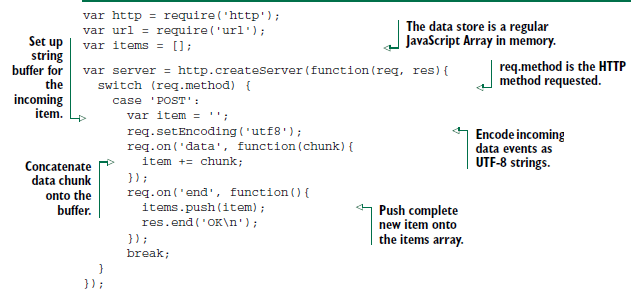 var http = require('http');
var url = require('url');
var items = [];
The data store is a regular
JavaScript Array in memory.
Set up
string
buffer for
the
incoming
item.
var server = http.createServer(function(req, res){
req.method is the HTTP
method requested.
switch (req.method) {
case 'POST':
var item = '';
req.setEncoding('utf8');
Encode incoming
data events as
UTF-8 strings.
req.on('data', function(chunk){
item += chunk;
Concatenate
data chunk
onto the
buffer.
});
req.on('end', function(){
items.push(item);
Push complete
new item onto
the items array.
res.end('OK\n');
});
break;
}
});